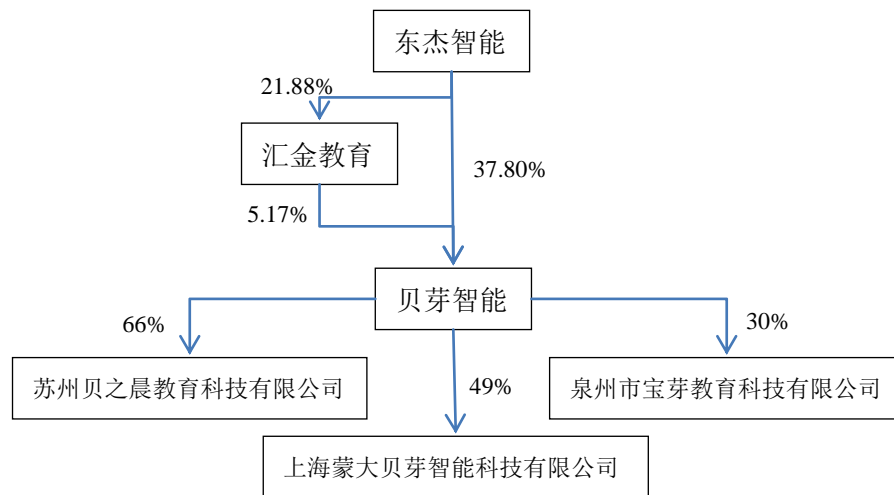 东杰智能
21.88%
汇金教育
37.80%
5.17%
贝芽智能
66%
30%
苏州贝之晨教育科技有限公司
49%
泉州市宝芽教育科技有限公司
上海蒙大贝芽智能科技有限公司